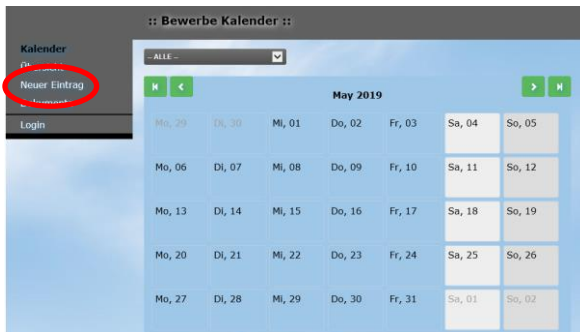 :: Bewerbe Kalender ::
Kalender
Übersicht
Neuer Eintrag
Dokument
Login
-- ALLE --
May 2019
Mo, 29 Di, 30 Mi, 01 Do, 02 Fr, 03 Sa, 04 So, 05
Mo, 06 Di, 07 Mi, 08 Do, 09 Fr, 10 Sa, 11 So, 12
Mo, 13 Di, 14 Mi, 15 Do, 16 Fr, 17 Sa, 18 So, 19
Mo, 20 Di, 21 Mi, 22 Do, 23 Fr, 24 Sa, 25 So, 26
Mo, 27 Di, 28 Mi, 29 Do, 30 Fr, 31 Sa, 01 So, 02